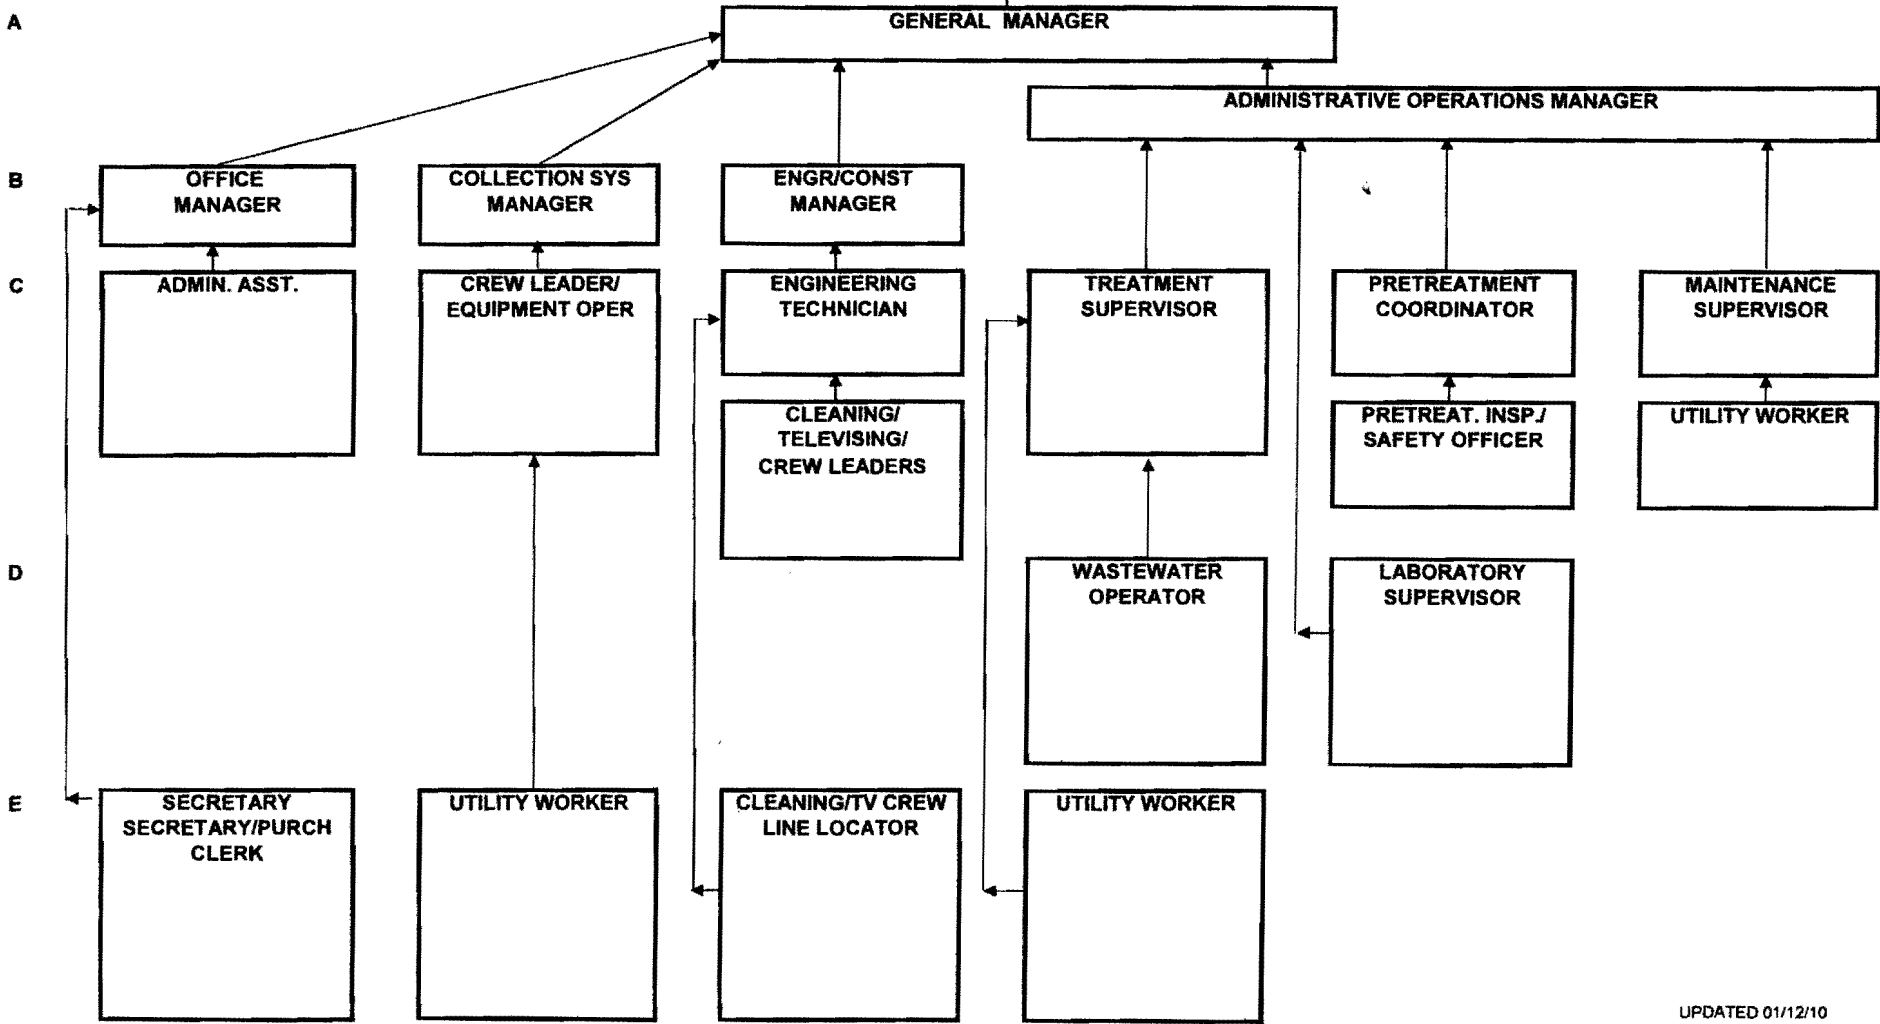 A
GENERAL MANAGER
ADMINISTRATIVE OPERATIONS MANAGER
B
OFFICE
MANAGER
COLLECTION SYS
MANAGER
ENGR/CONST
MANAGER
C
ADMIN. ASST.
CREW LEADER/
EQUIPMENT OPER
ENGINEERING
TECHNICIAN
TREATMENT
SUPERVISOR
PRETREATMENT
COORDINATOR
MAINTENANCE
SUPERVISOR
CLEANING/
TELEVISING/
CREW LEADERS
PRETREAT. INSP./
SAFETY OFFICER
UTILITY WORKER
D
WASTEWATER
OPERATOR
LABORATORY
SUPERVISOR
E
SECRETARY
SECRETARY/PURCH
CLERK
UTILITY WORKER
CLEANING/TV CREW
LINE LOCATOR
UTILITY WORKER
UPDATED 01/12/10